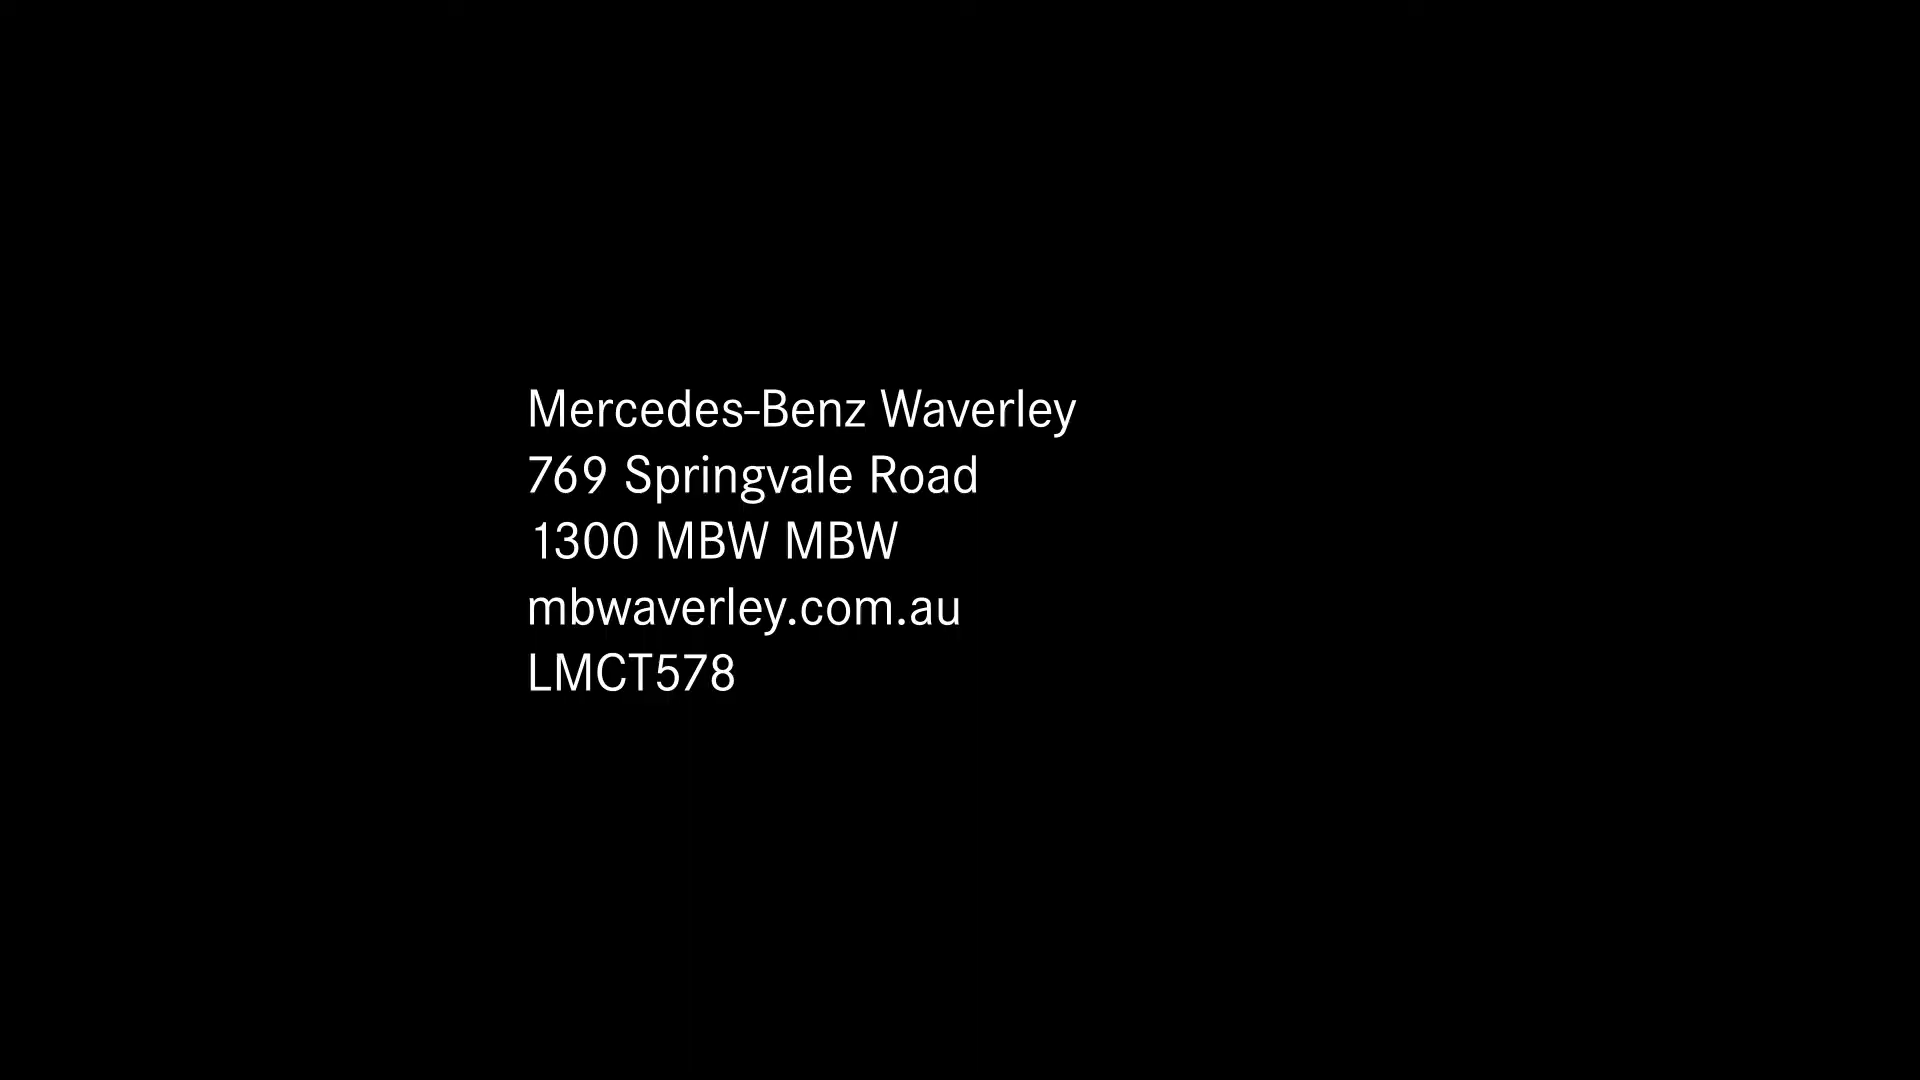 Mercedes-Benz Waverley
769 Springvale Road
1300 MBW MBW
mbwaverley.com.au
LMCT578